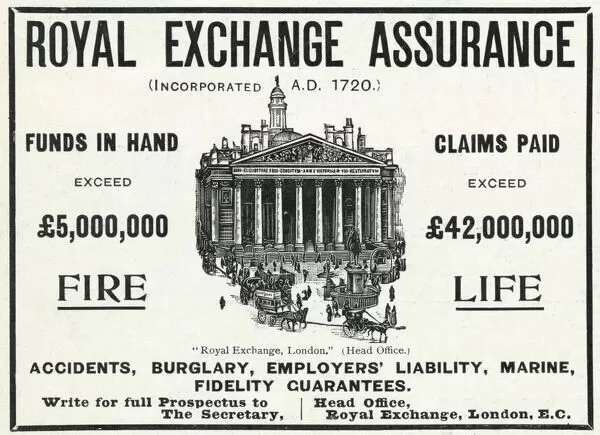 ROYAL EXCHANGE ASSURANCE
(INCORPORATED A.D. 1720.)
FUNDS IN HAND
EXCEED
£5,000,000
FIRE
CLAIMS PAID
EXCEED
£42,000,000
LIFE
"Royal Exchange, London." (Head Office.)
ACCIDENTS, BURGLARY, EMPLOYERS' LIABILITY, MARINE,
FIDELITY GUARANTEES.
Write for full Prospectus to
The Secretary,
Head Office,
Royal Exchange, London, E.C.